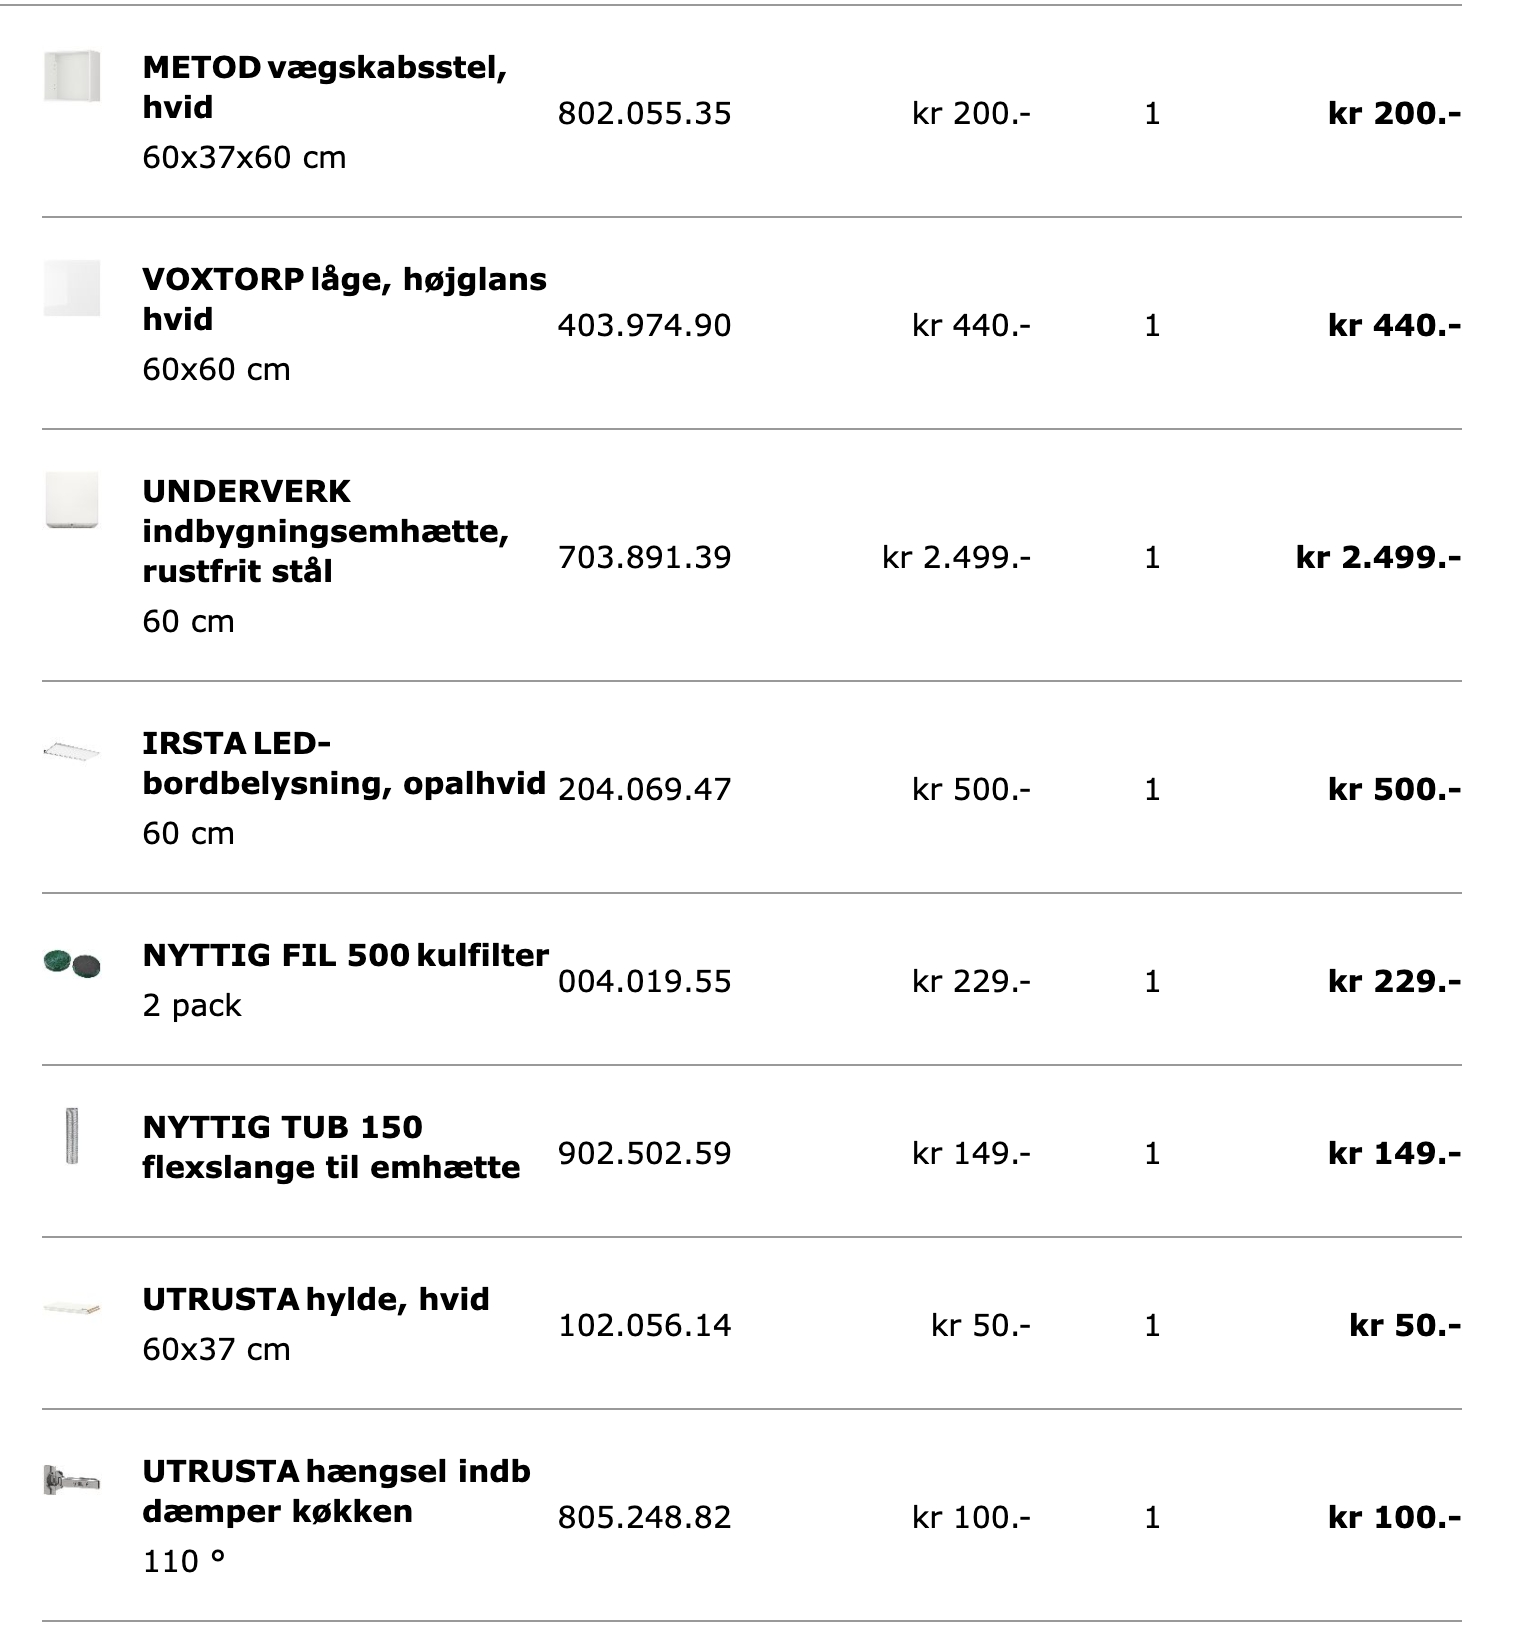 METOD vægskabsstel,
hvid
60x37x60 cm
802.055.35 kr 200.- 1 kr 200.-
VOXTORP låge, højglans
hvid
60x60 cm
403.974.90 kr 440.- 1 kr 440.-
UNDERVERK
indbygningsemhætte,
rustfrit stål
60 cm
703.891.39 kr 2.499.- 1 kr 2.499.-
IRSTA LED-
bordbelysning, opalhvid
60 cm
204.069.47 kr 500.- 1 kr 500.-
NYTTIG FIL 500 kulfilter
2 pack
004.019.55 kr 229.- 1 kr 229.-
NYTTIG TUB 150
flexslange til emhætte
902.502.59 kr 149.- 1 kr 149.-
UTRUSTA hylde, hvid
60x37 cm
102.056.14 kr 50.- 1 kr 50.-
UTRUSTA hængsel indb
dæmper køkken
110 °
805.248.82 kr 100.- 1 kr 100.-